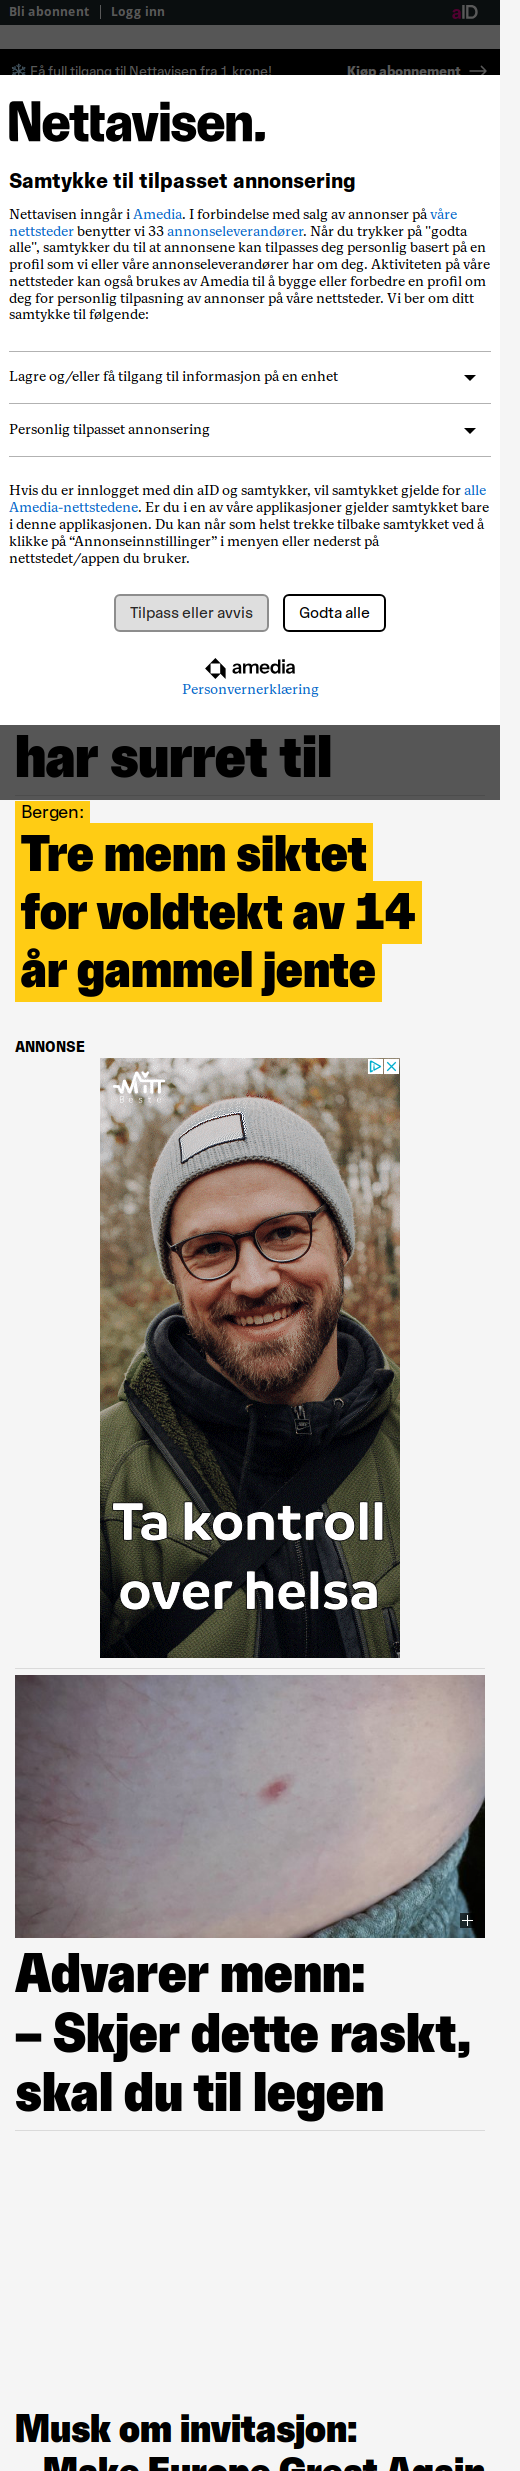 Bli abonnent | Logg inn
aID
Få full tilgang til Nettavisen fra 1 krone!
Kjøp abonnement
Nettavisen.
Samtykke til tilpasset annonsering
Nettavisen inngår i Amedia. I forbindelse med salg av annonser på våre
nettsteder benytter vi 33 annonseleverandører. Når du trykker på "godta
alle", samtykker du til at annonsene kan tilpasses deg personlig basert på en
profil som vi eller våre annonseleverandører har om deg. Aktiviteten på våre
nettsteder kan også brukes av Amedia til å bygge eller forbedre en profil om
deg for personlig tilpasning av annonser på våre nettsteder. Vi ber om ditt
samtykke til følgende:
Lagre og/eller få tilgang til informasjon på en enhet
Personlig tilpasset annonsering
Hvis du er innlogget med din aID og samtykker, vil samtykket gjelde for alle
Amedia-nettstedene. Er du i en av våre applikasjoner gjelder samtykket bare
i denne applikasjonen. Du kan når som helst trekke tilbake samtykket ved å
klikke på “Annonseinnstillinger” i menyen eller nederst på
nettstedet/appen du bruker.
Tilpass eller avvis
Godta alle
amedia
Personvernerklæring
har surret til
Bergen:
Tre menn siktet
for voldtekt av 14
år gammel jente
ANNONSE
Mitt
Beste
Ta kontroll
over helsa
Advarer menn:
– Skjer dette raskt,
skal du til legen
Musk om invitasjon:
Make Europe Great Again